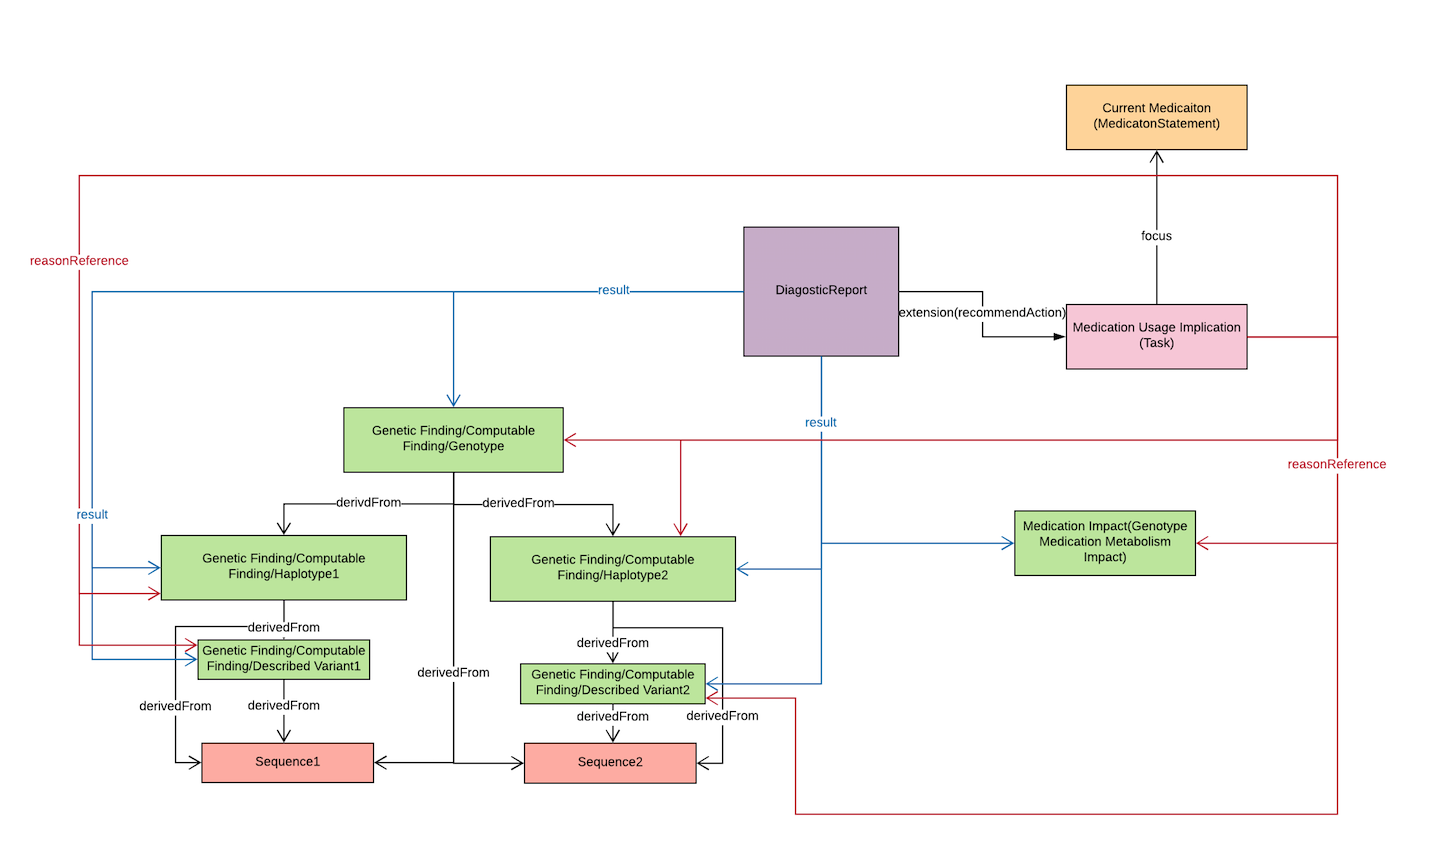 Current Medicaiton
(MedicatonStatement)
focus
reasonReference
result
DiagosticReport
extension(recommendAction)
Medication Usage Implication
(Task)
result
Genetic Finding/Computable
Finding/Genotype
reasonReference
derivdFrom
derivedFrom
result
Medication Impact(Genotype
Medication Metabolism
Impact)
Genetic Finding/Computable
Finding/Haplotype1
Genetic Finding/Computable
Finding/Haplotype2
derivedFrom
derivedFrom
Genetic Finding/Computable
Finding/Described Variant1
derivedFrom
Genetic Finding/Computable
Finding/Described Variant2
derivedFrom
derivedFrom
derivedFrom
derivedFrom
Sequence1
Sequence2